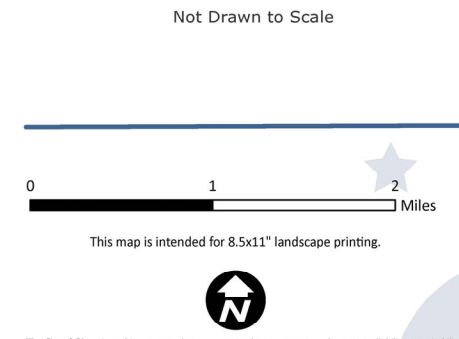 Not Drawn to Scale
0 1 2
Miles
This map is intended for 8.5x11" landscape printing.
N